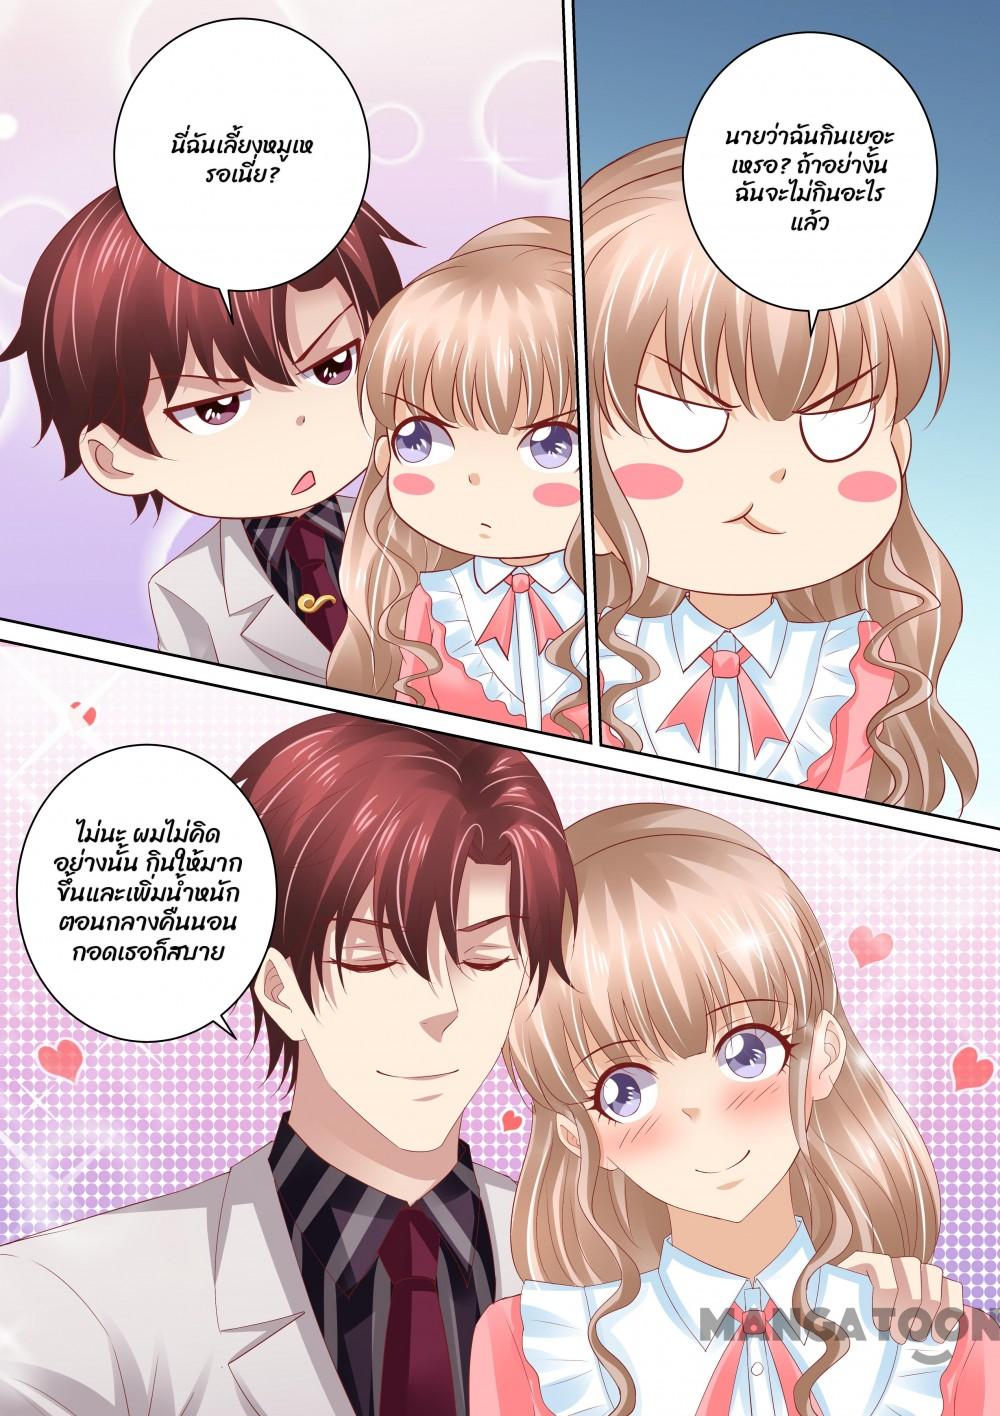 นี่ฉันเลี้ยงหมูเห
รอเนี่ย?
นายว่าฉันกินเยอะ
เหรอ? ถ้าอย่างั้น
ฉันจะไม่กินอะไร
แล้ว
ไม่นะ ผมไม่คิด
อย่างนั้น กินให้มาก
ขึ้นและเพิ่มน้ำหนัก
ตอนกลางคืนนอน
กอดเธอก็สบาย
MANGATOON